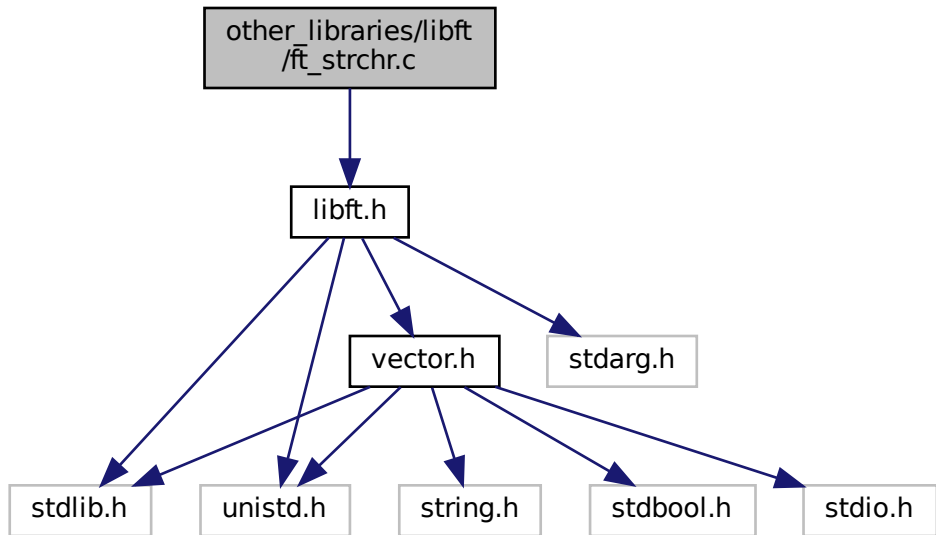 other_libraries/libft
/ft_strchr.c
libft.h
vector.h
stdarg.h
stdlib.h
unistd.h
string.h
stdbool.h
stdio.h